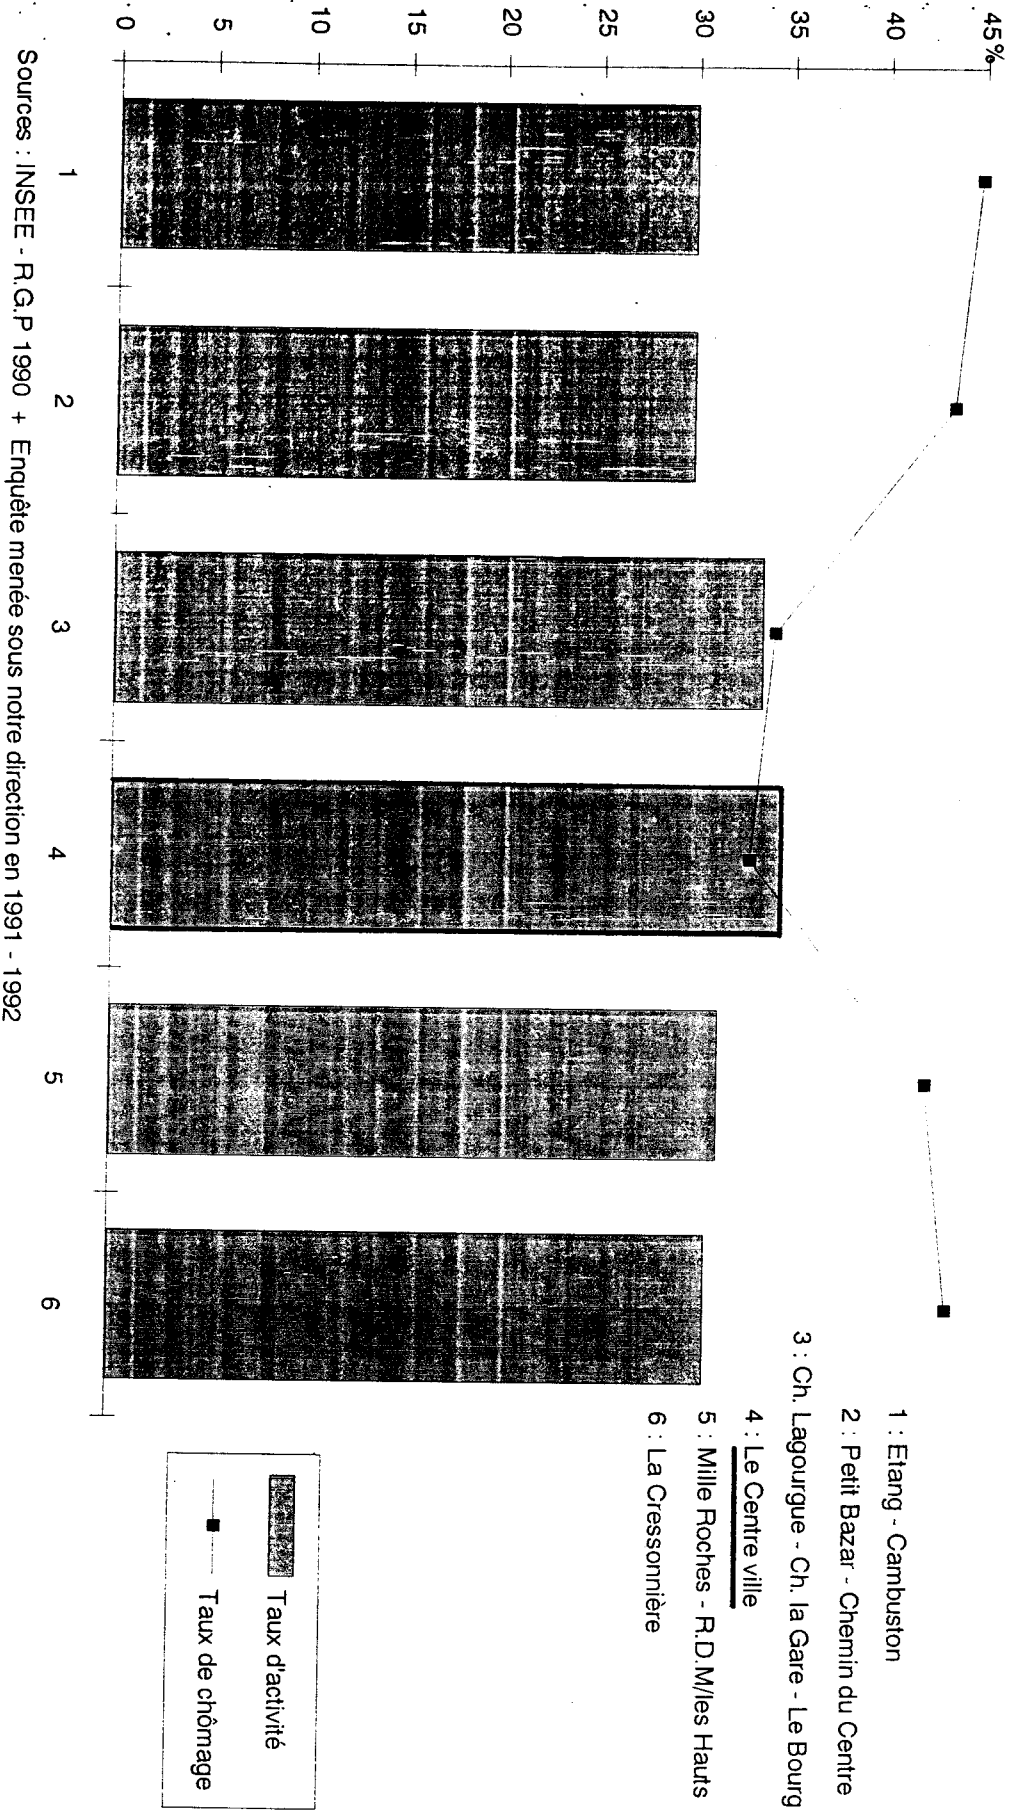 45%
40
35
30
25
20
15
10
5
0
1
2
3
4
5
6
1 : Etang - Cambuston
2 : Petit Bazar - Chemin du Centre
3 : Ch. Lagourgue - Ch. la Gare - Le Bourg
4 : Le Centre ville
5 : Mille Roches - R.D.M/les Hauts
6 : La Cressonnière
Taux d'activité
Taux de chômage
Sources : INSEE - R.G.P 1990 + Enquête menée sous notre direction en 1991 - 1992